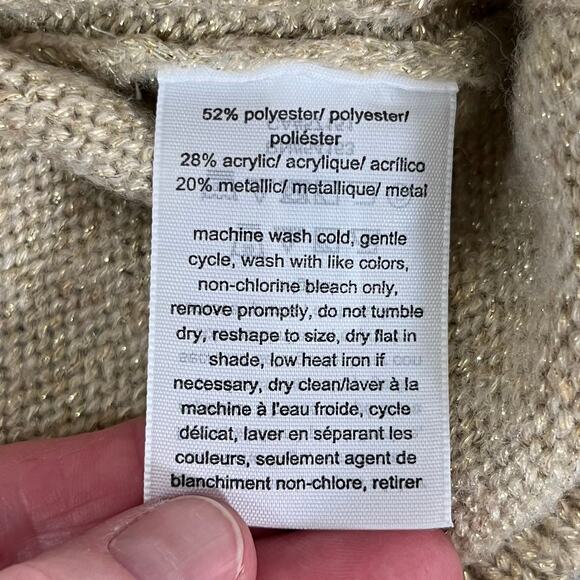 52% polyester/ polyester/
poliéster
28% acrylic/ acrylique/ acrílico
20% metallic/ metallique/ metal
machine wash cold, gentle
cycle, wash with like colors,
non-chlorine bleach only,
remove promptly, do not tumble
dry, reshape to size, dry flat in
shade, low heat iron if
necessary, dry clean/laver à la
machine à l'eau froide, cycle
délicat, laver en séparant les
couleurs, seulement agent de
blanchiment non-chlore, retirer